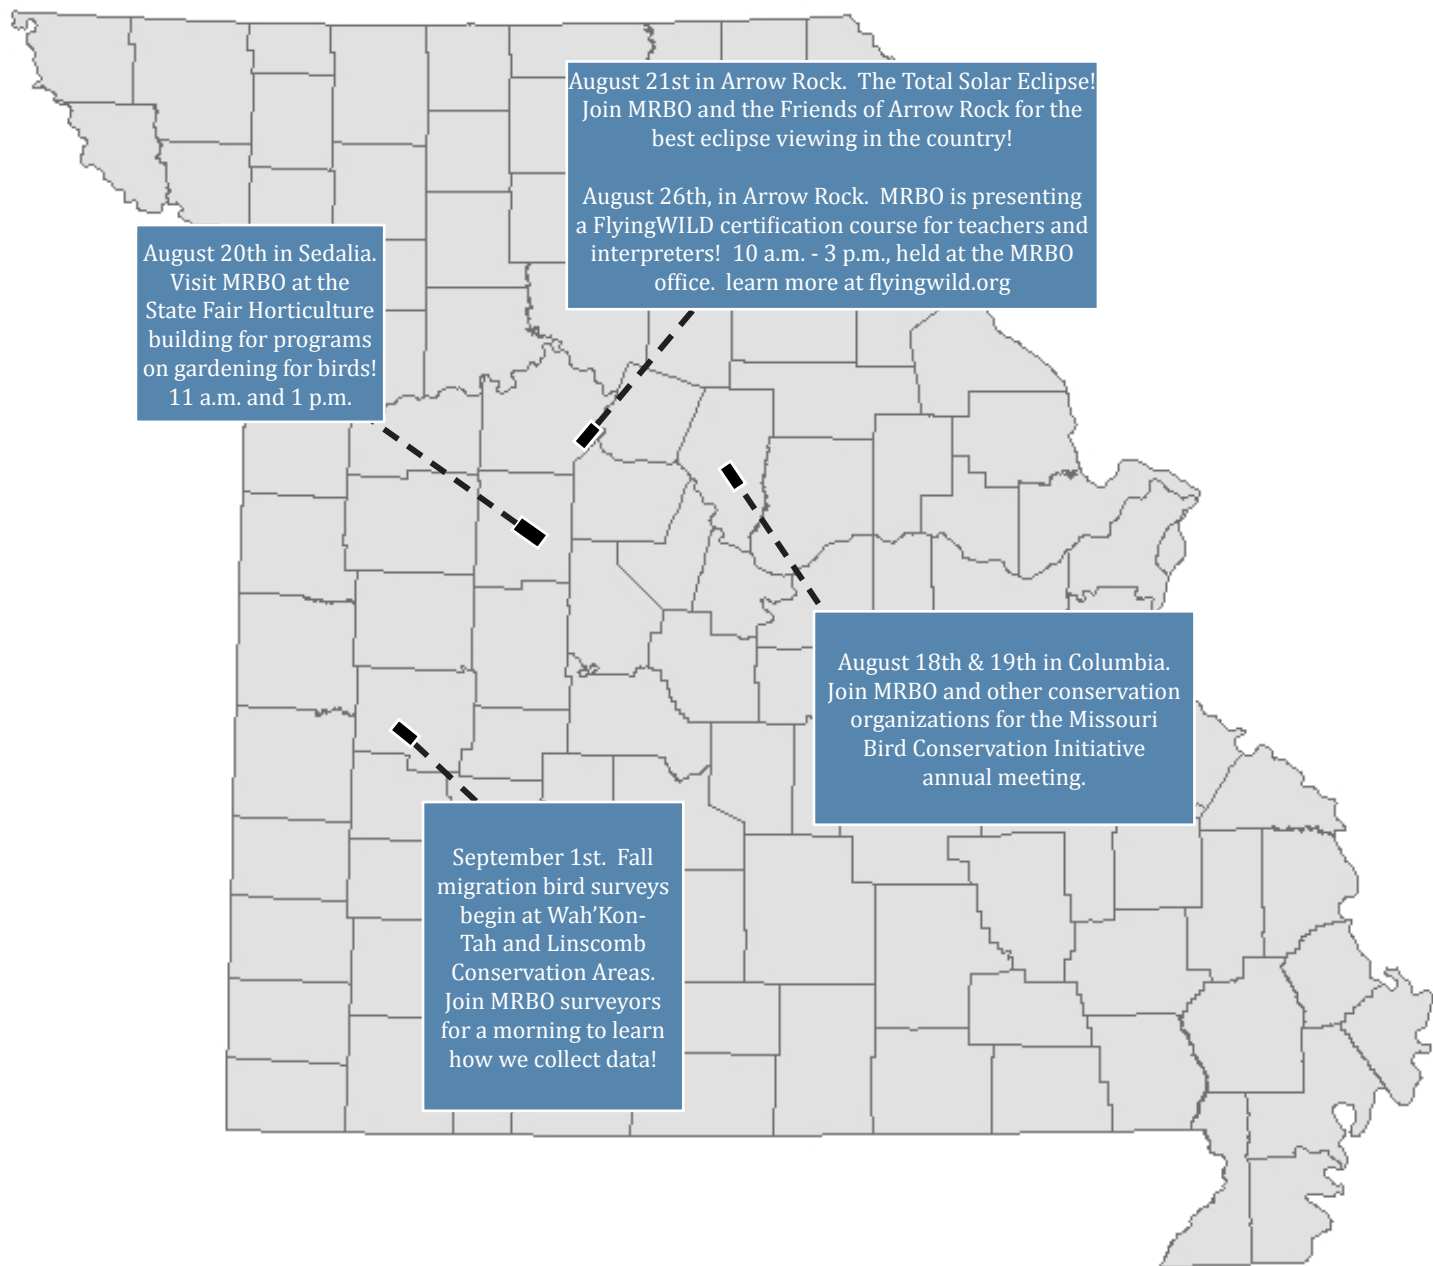 August 21st in Arrow Rock.  The Total Solar Eclipse!
Join MRBO and the Friends of Arrow Rock for the
best eclipse viewing in the country!
August 26th, in Arrow Rock.  MRBO is presenting
a FlyingWILD certification course for teachers and
interpreters!  10 a.m. - 3 p.m., held at the MRBO
office.  learn more at flyingwild.org
August 20th in Sedalia.
Visit MRBO at the
State Fair Horticulture
building for programs
on gardening for birds!
11 a.m. and 1 p.m.
August 18th & 19th in Columbia.
Join MRBO and other conservation
organizations for the Missouri
Bird Conservation Initiative
annual meeting.
September 1st.  Fall
migration bird surveys
begin at Wah’Kon-
Tah and Linscomb
Conservation Areas.
Join MRBO surveyors
for a morning to learn
how we collect data!